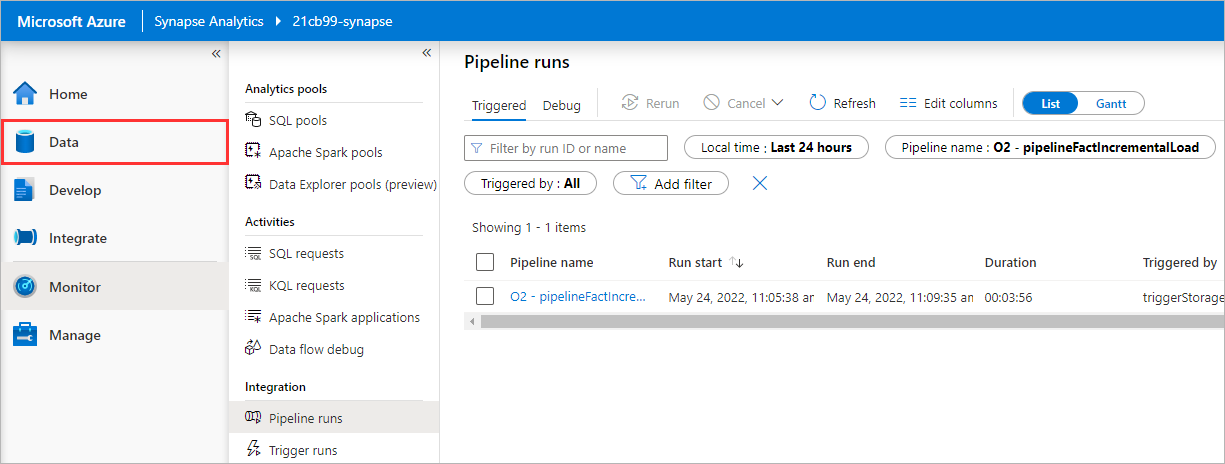 Microsoft Azure Synapse Analytics 21cb99-synapse
Home
Data
Develop
Integrate
Monitor
Manage
Analytics pools
SQL pools
Apache Spark pools
Data Explorer pools (preview)
Activities
SQL requests
KQL requests
Apache Spark applications
Data flow debug
Integration
Pipeline runs
Trigger runs
Pipeline runs
Triggered Debug Rerun Cancel Refresh Edit columns List Gantt
Filter by run ID or name Local time : Last 24 hours Pipeline name : O2 - pipelineFactIncrementalLoad
Triggered by : All Add filter
Showing 1 - 1 items
Pipeline name Run start Run end Duration Triggered by
O2 - pipelineFactIncre... May 24, 2022, 11:05:38 am May 24, 2022, 11:09:35 am 00:03:56 triggerStorage